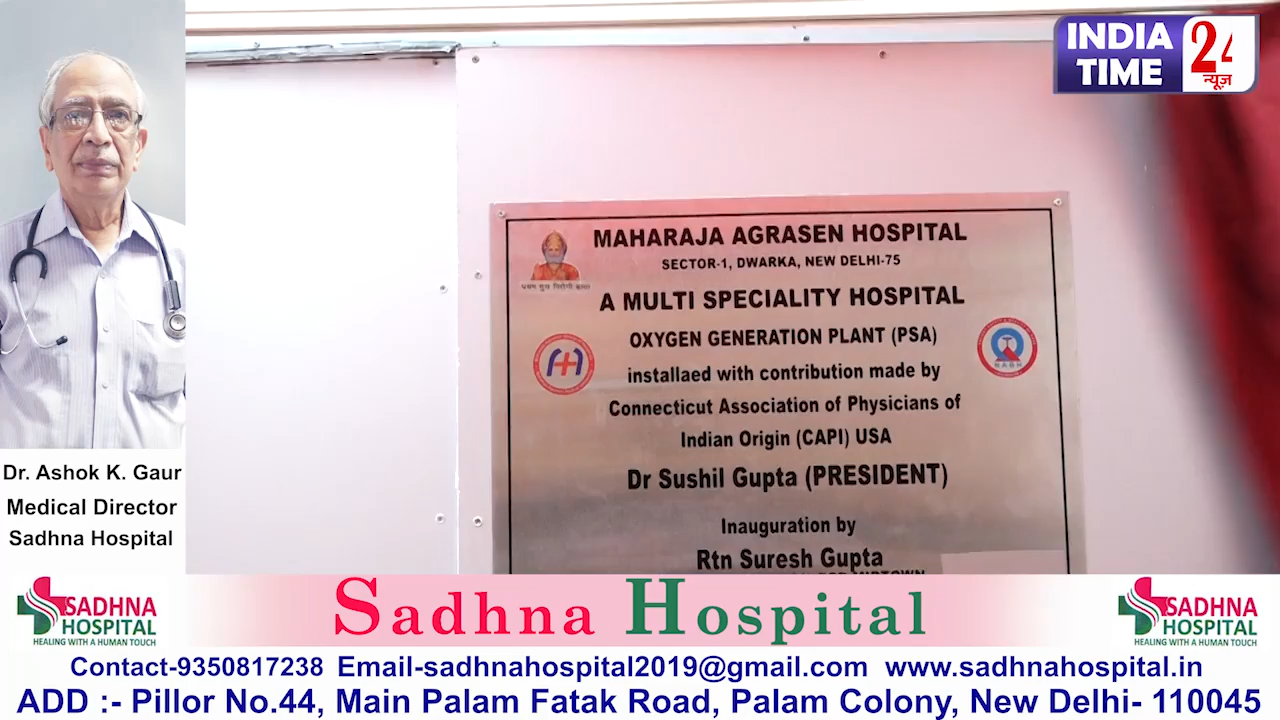 INDIA
TIME
24
न्यूज़
MAHARAJA AGRASEN HOSPITAL
SECTOR-1, DWARKA, NEW DELHI-75
A MULTI SPECIALITY HOSPITAL
OXYGEN GENERATION PLANT (PSA)
installaed with contribution made by
Connecticut Association of Physicians of
Indian Origin (CAPI) USA
Dr Sushil Gupta (PRESIDENT)
Inauguration by
Rtn Suresh Gupta
NABH
Dr. Ashok K. Gaur
Medical Director
Sadhna Hospital
SADHNA
HOSPITAL
HEALING WITH A HUMAN TOUCH
Sadhna Hospital
SADHNA
HOSPITAL
HEALING WITH A HUMAN TOUCH
Contact-9350817238 Email-sadhnahospital2019@gmail.com www.sadhnahospital.in
ADD :- Pillor No.44, Main Palam Fatak Road, Palam Colony, New Delhi- 110045